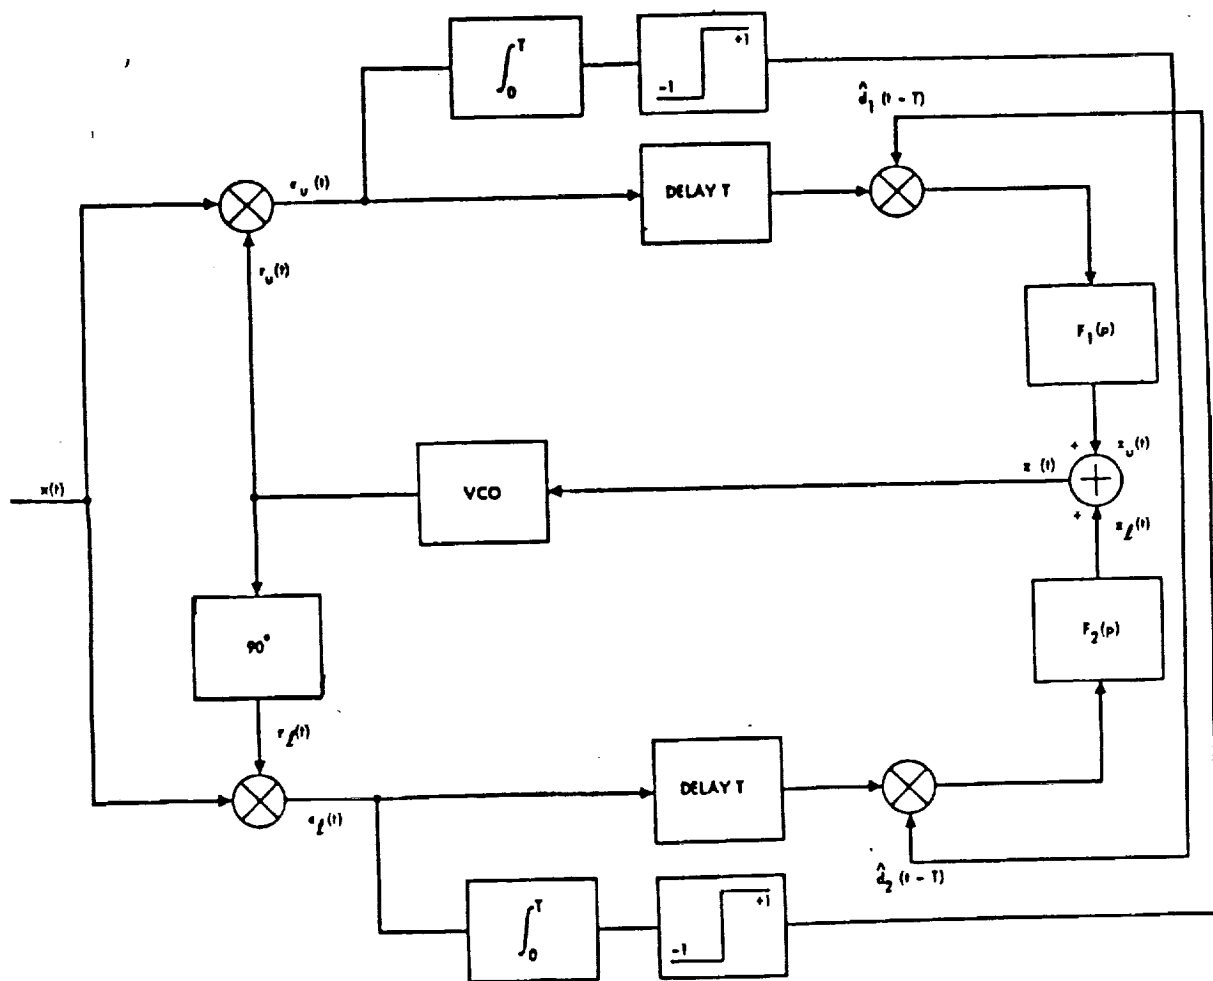 ∫₀ᵀ
+1
-1
d̂₁ (t - T)
e_u (t)
DELAY T
r_u(t)
F₁(p)
+
z_u(t)
x(t)
VCO
z (t)
+
z_ℓ(t)
90°
F₂(p)
r_ℓ(t)
DELAY T
e_ℓ(t)
d̂₂ (t - T)
∫₀ᵀ
+1
-1